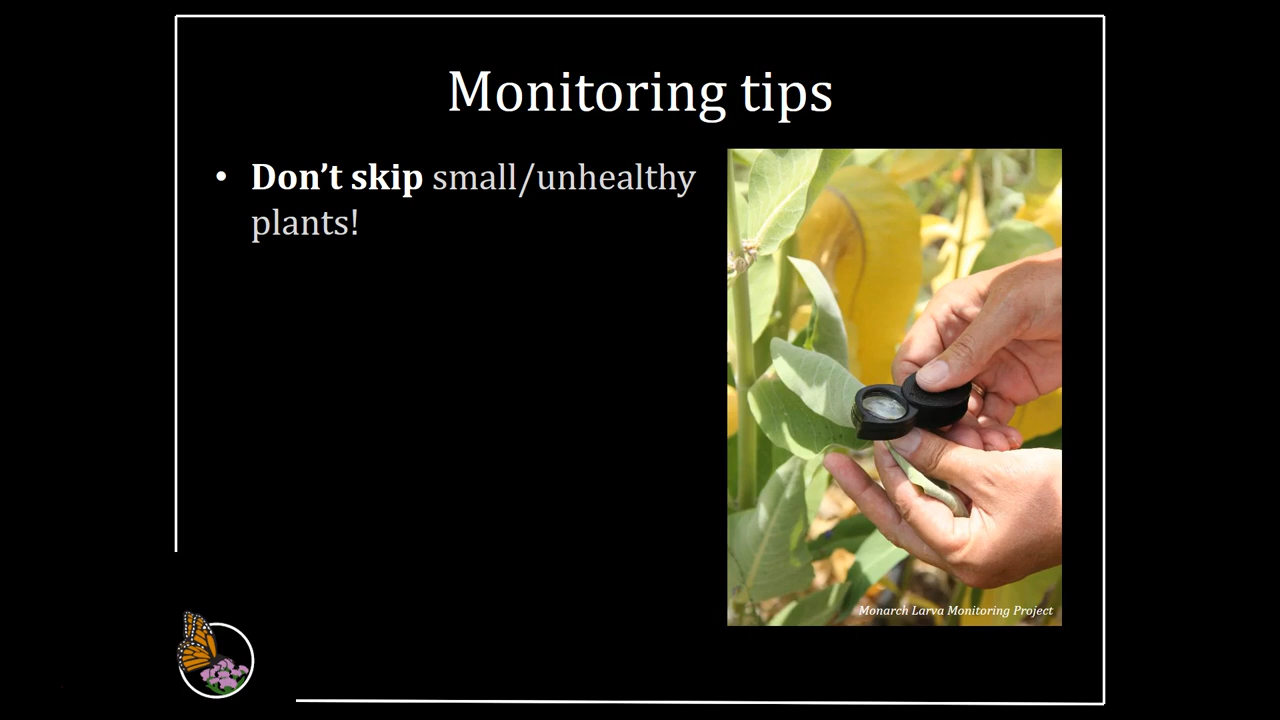 Monitoring tips
• Don’t skip small/unhealthy
plants!
Monarch Larva Monitoring Project